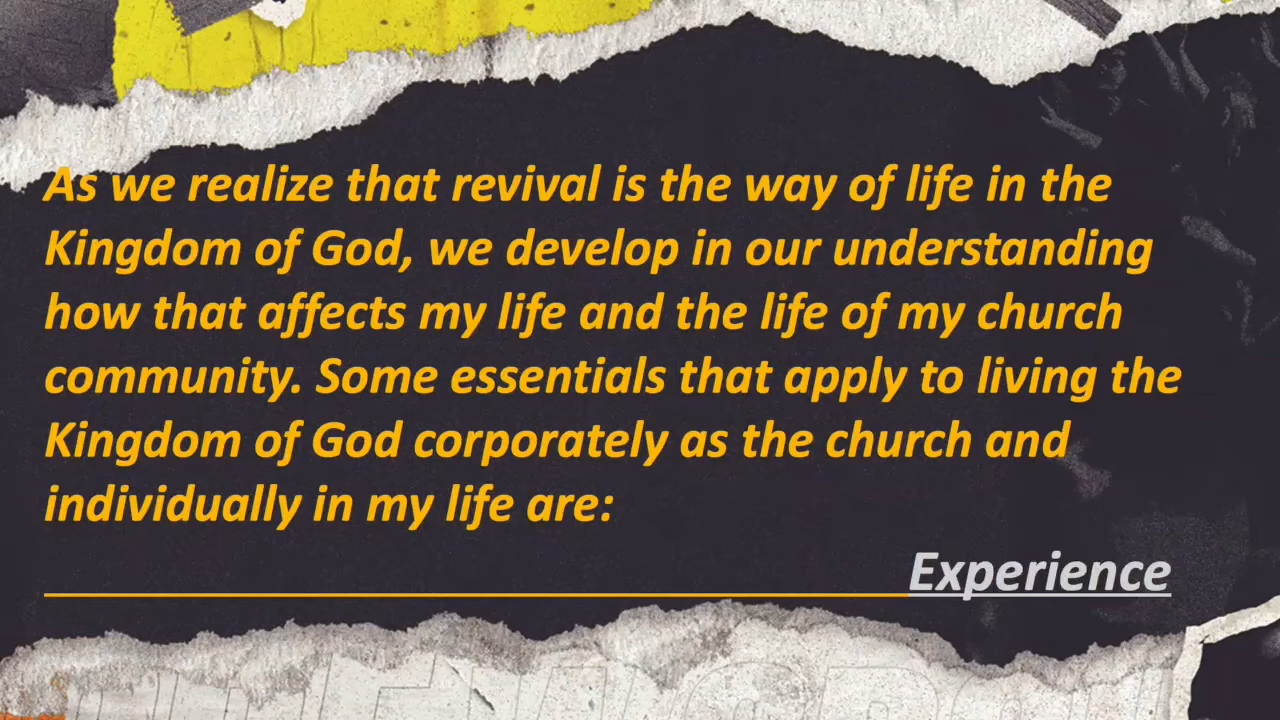 As we realize that revival is the way of life in the
Kingdom of God, we develop in our understanding
how that affects my life and the life of my church
community. Some essentials that apply to living the
Kingdom of God corporately as the church and
individually in my life are:
Experience